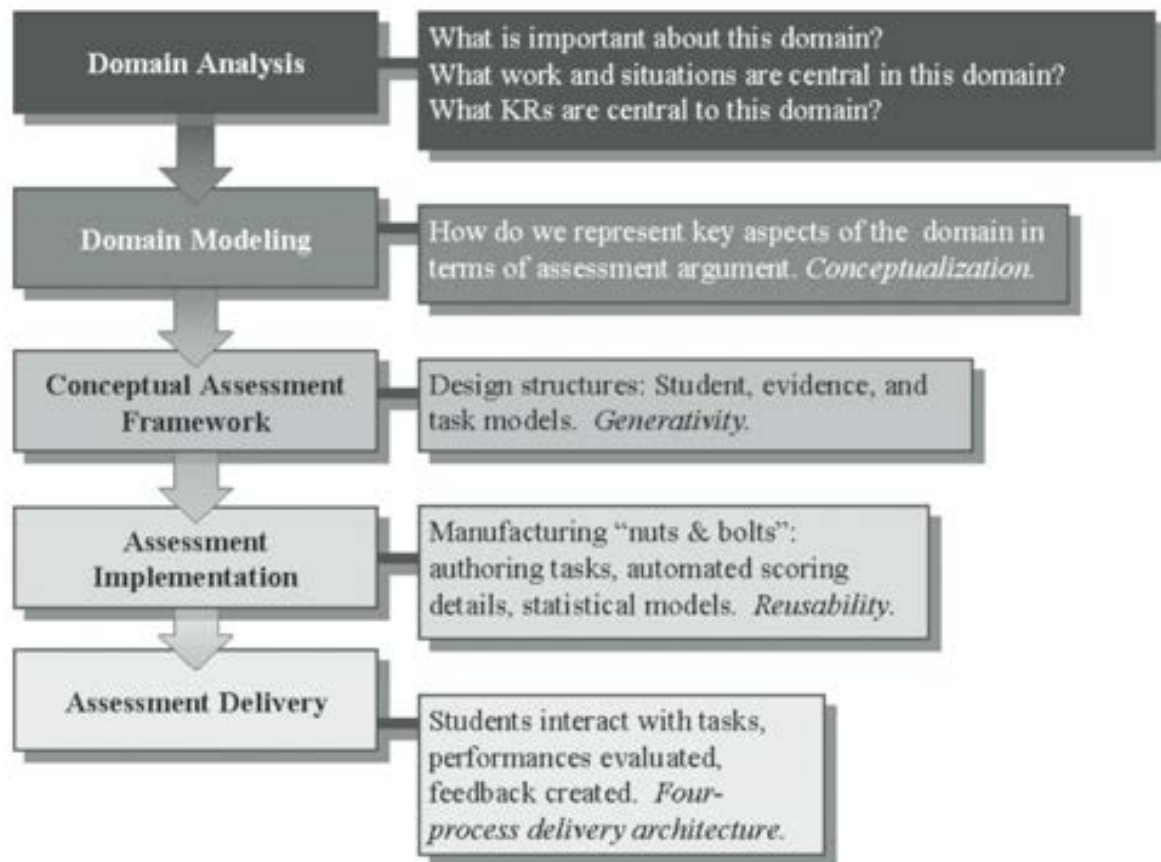 Domain Analysis
What is important about this domain?
What work and situations are central in this domain?
What KRs are central to this domain?
Domain Modeling
How do we represent key aspects of the domain in
terms of assessment argument. Conceptualization.
Conceptual Assessment
Framework
Design structures: Student, evidence, and
task models. Generativity.
Assessment
Implementation
Manufacturing “nuts & bolts”:
authoring tasks, automated scoring
details, statistical models. Reusability.
Assessment Delivery
Students interact with tasks,
performances evaluated,
feedback created. Four-
process delivery architecture.